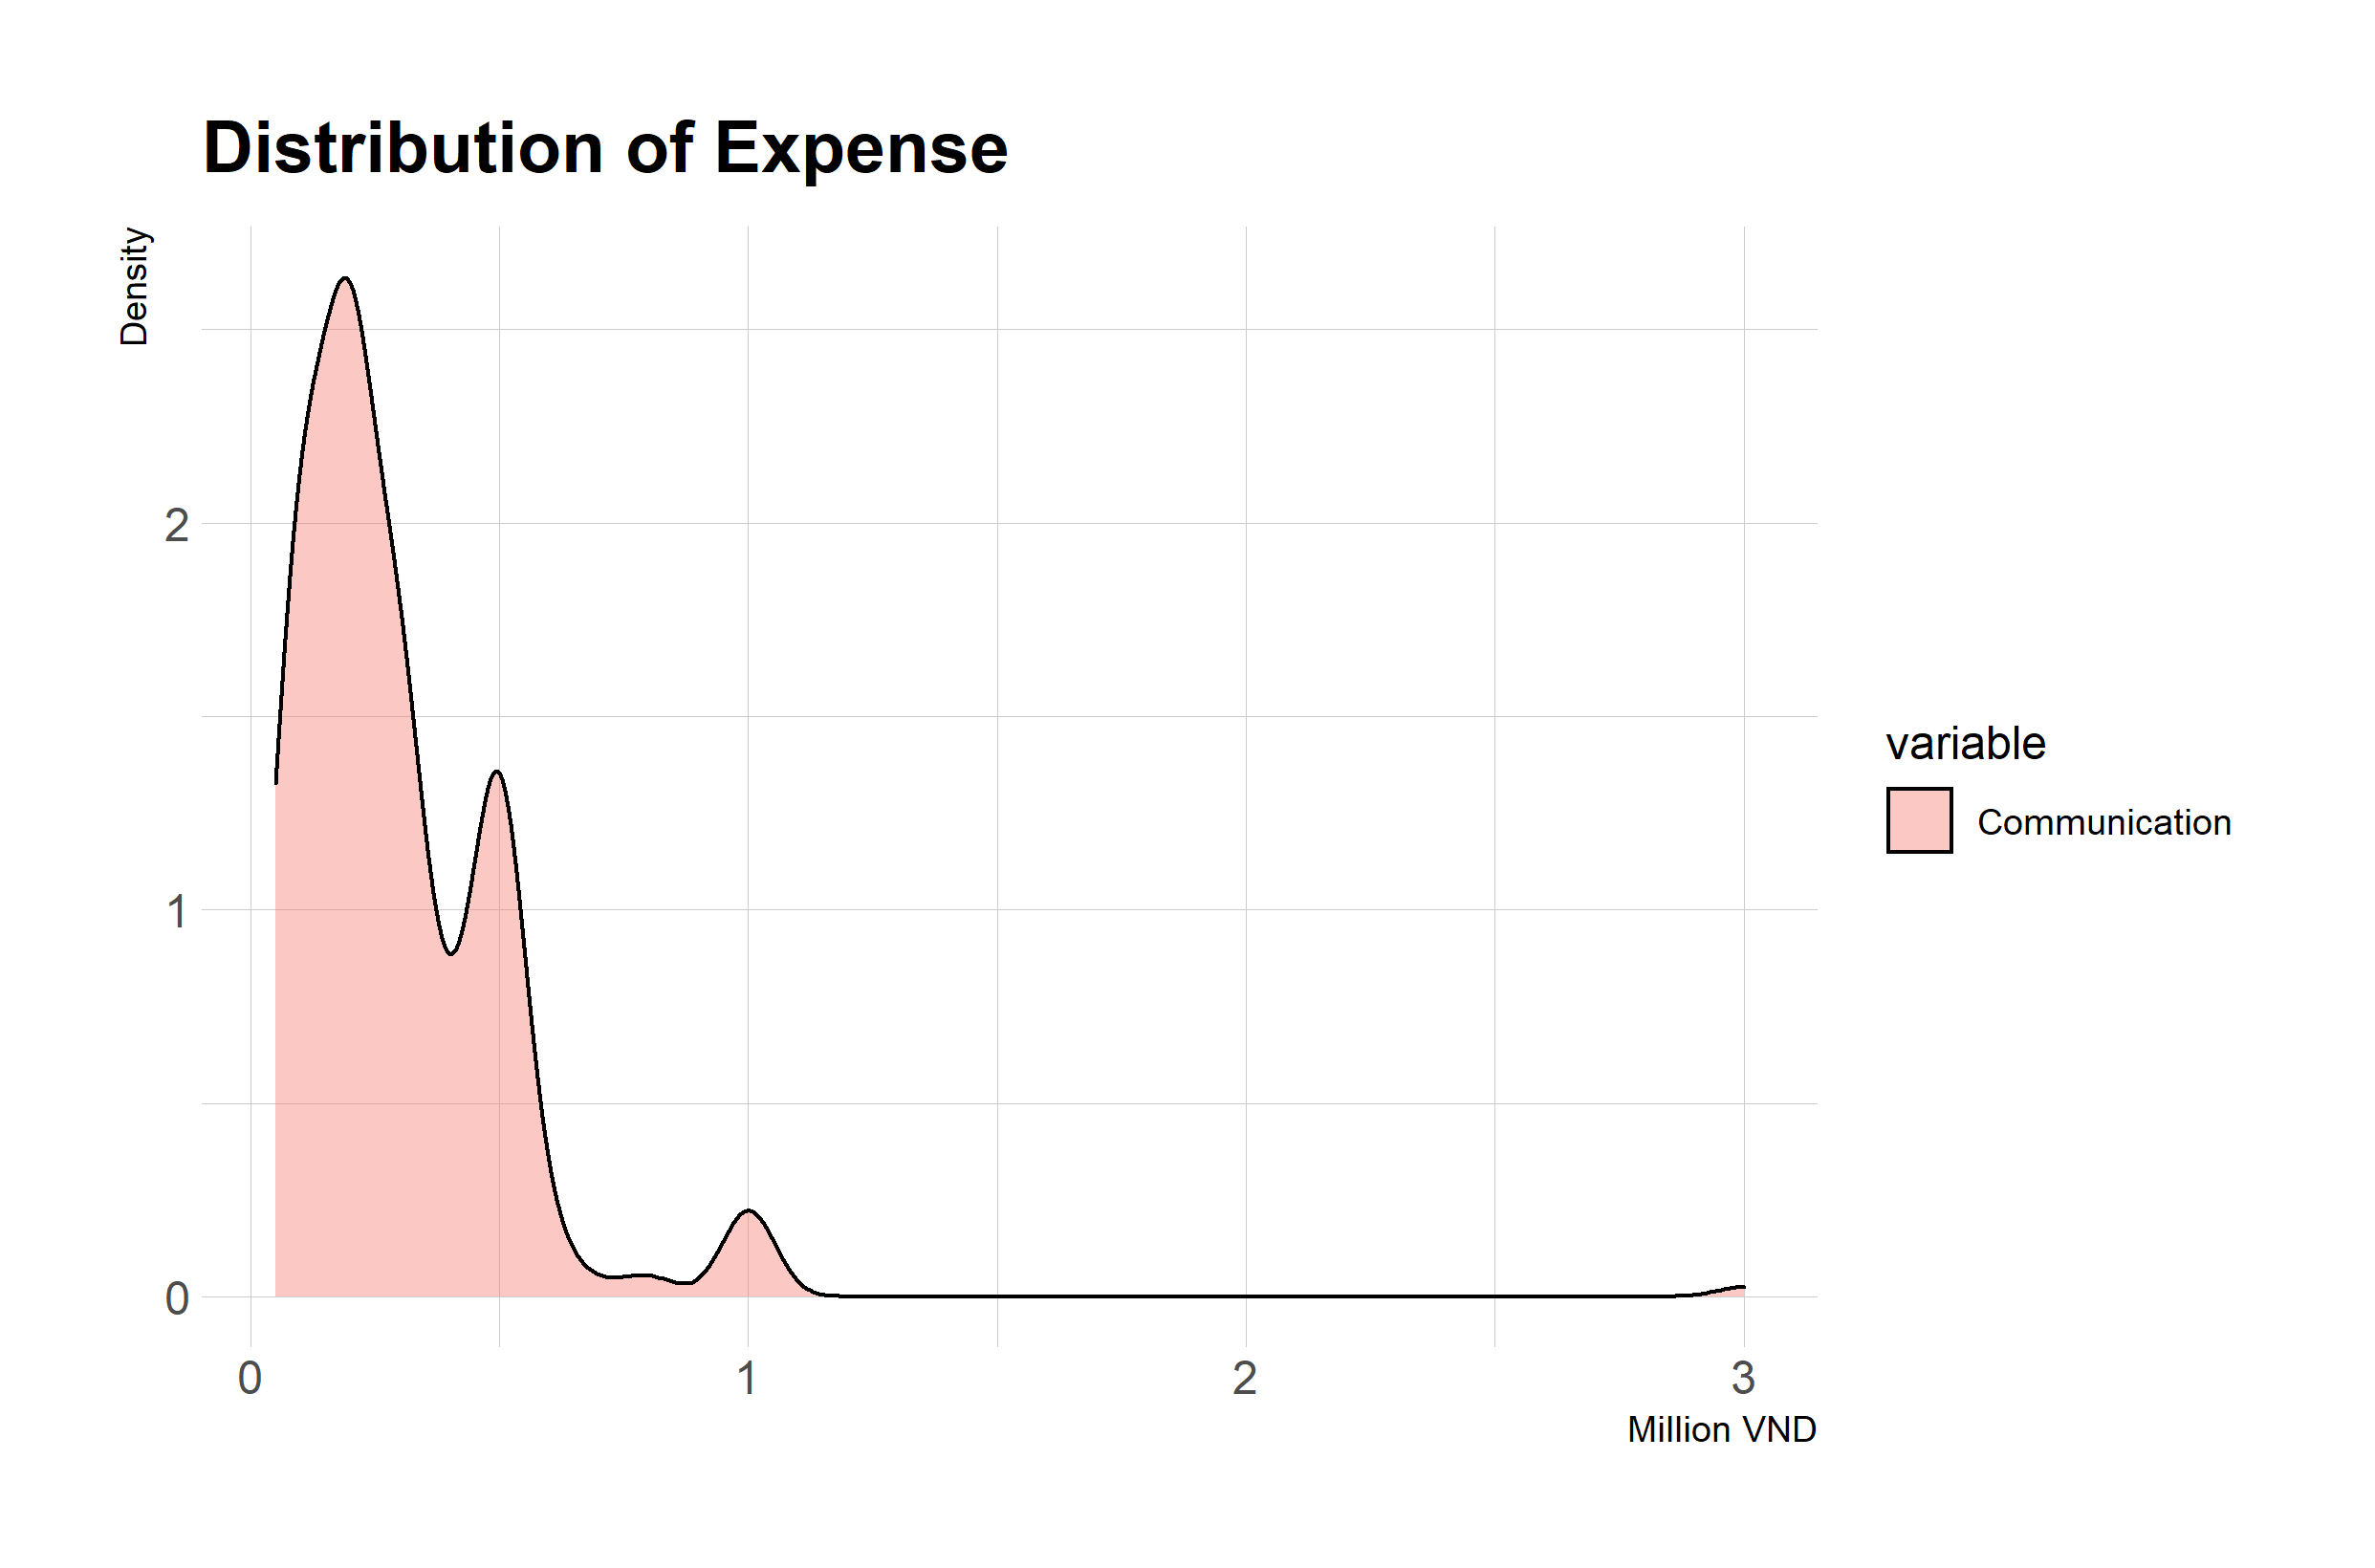 Distribution of Expense
Density
2
1
0
0 1 2 3
Million VND
variable
Communication